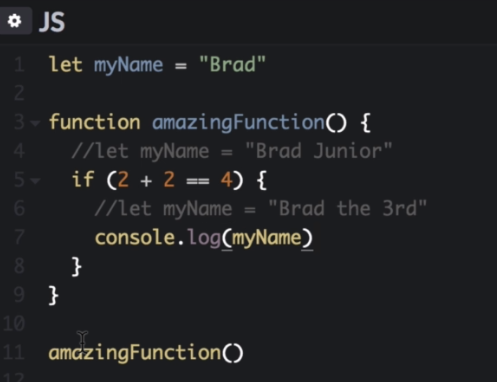 JS
1 let myName = "Brad"
2
3 function amazingFunction() {
4 //let myName = "Brad Junior"
5 if (2 + 2 == 4) {
6 //let myName = "Brad the 3rd"
7 console.log(myName)
8 }
9 }
10
11 amazingFunction()
12